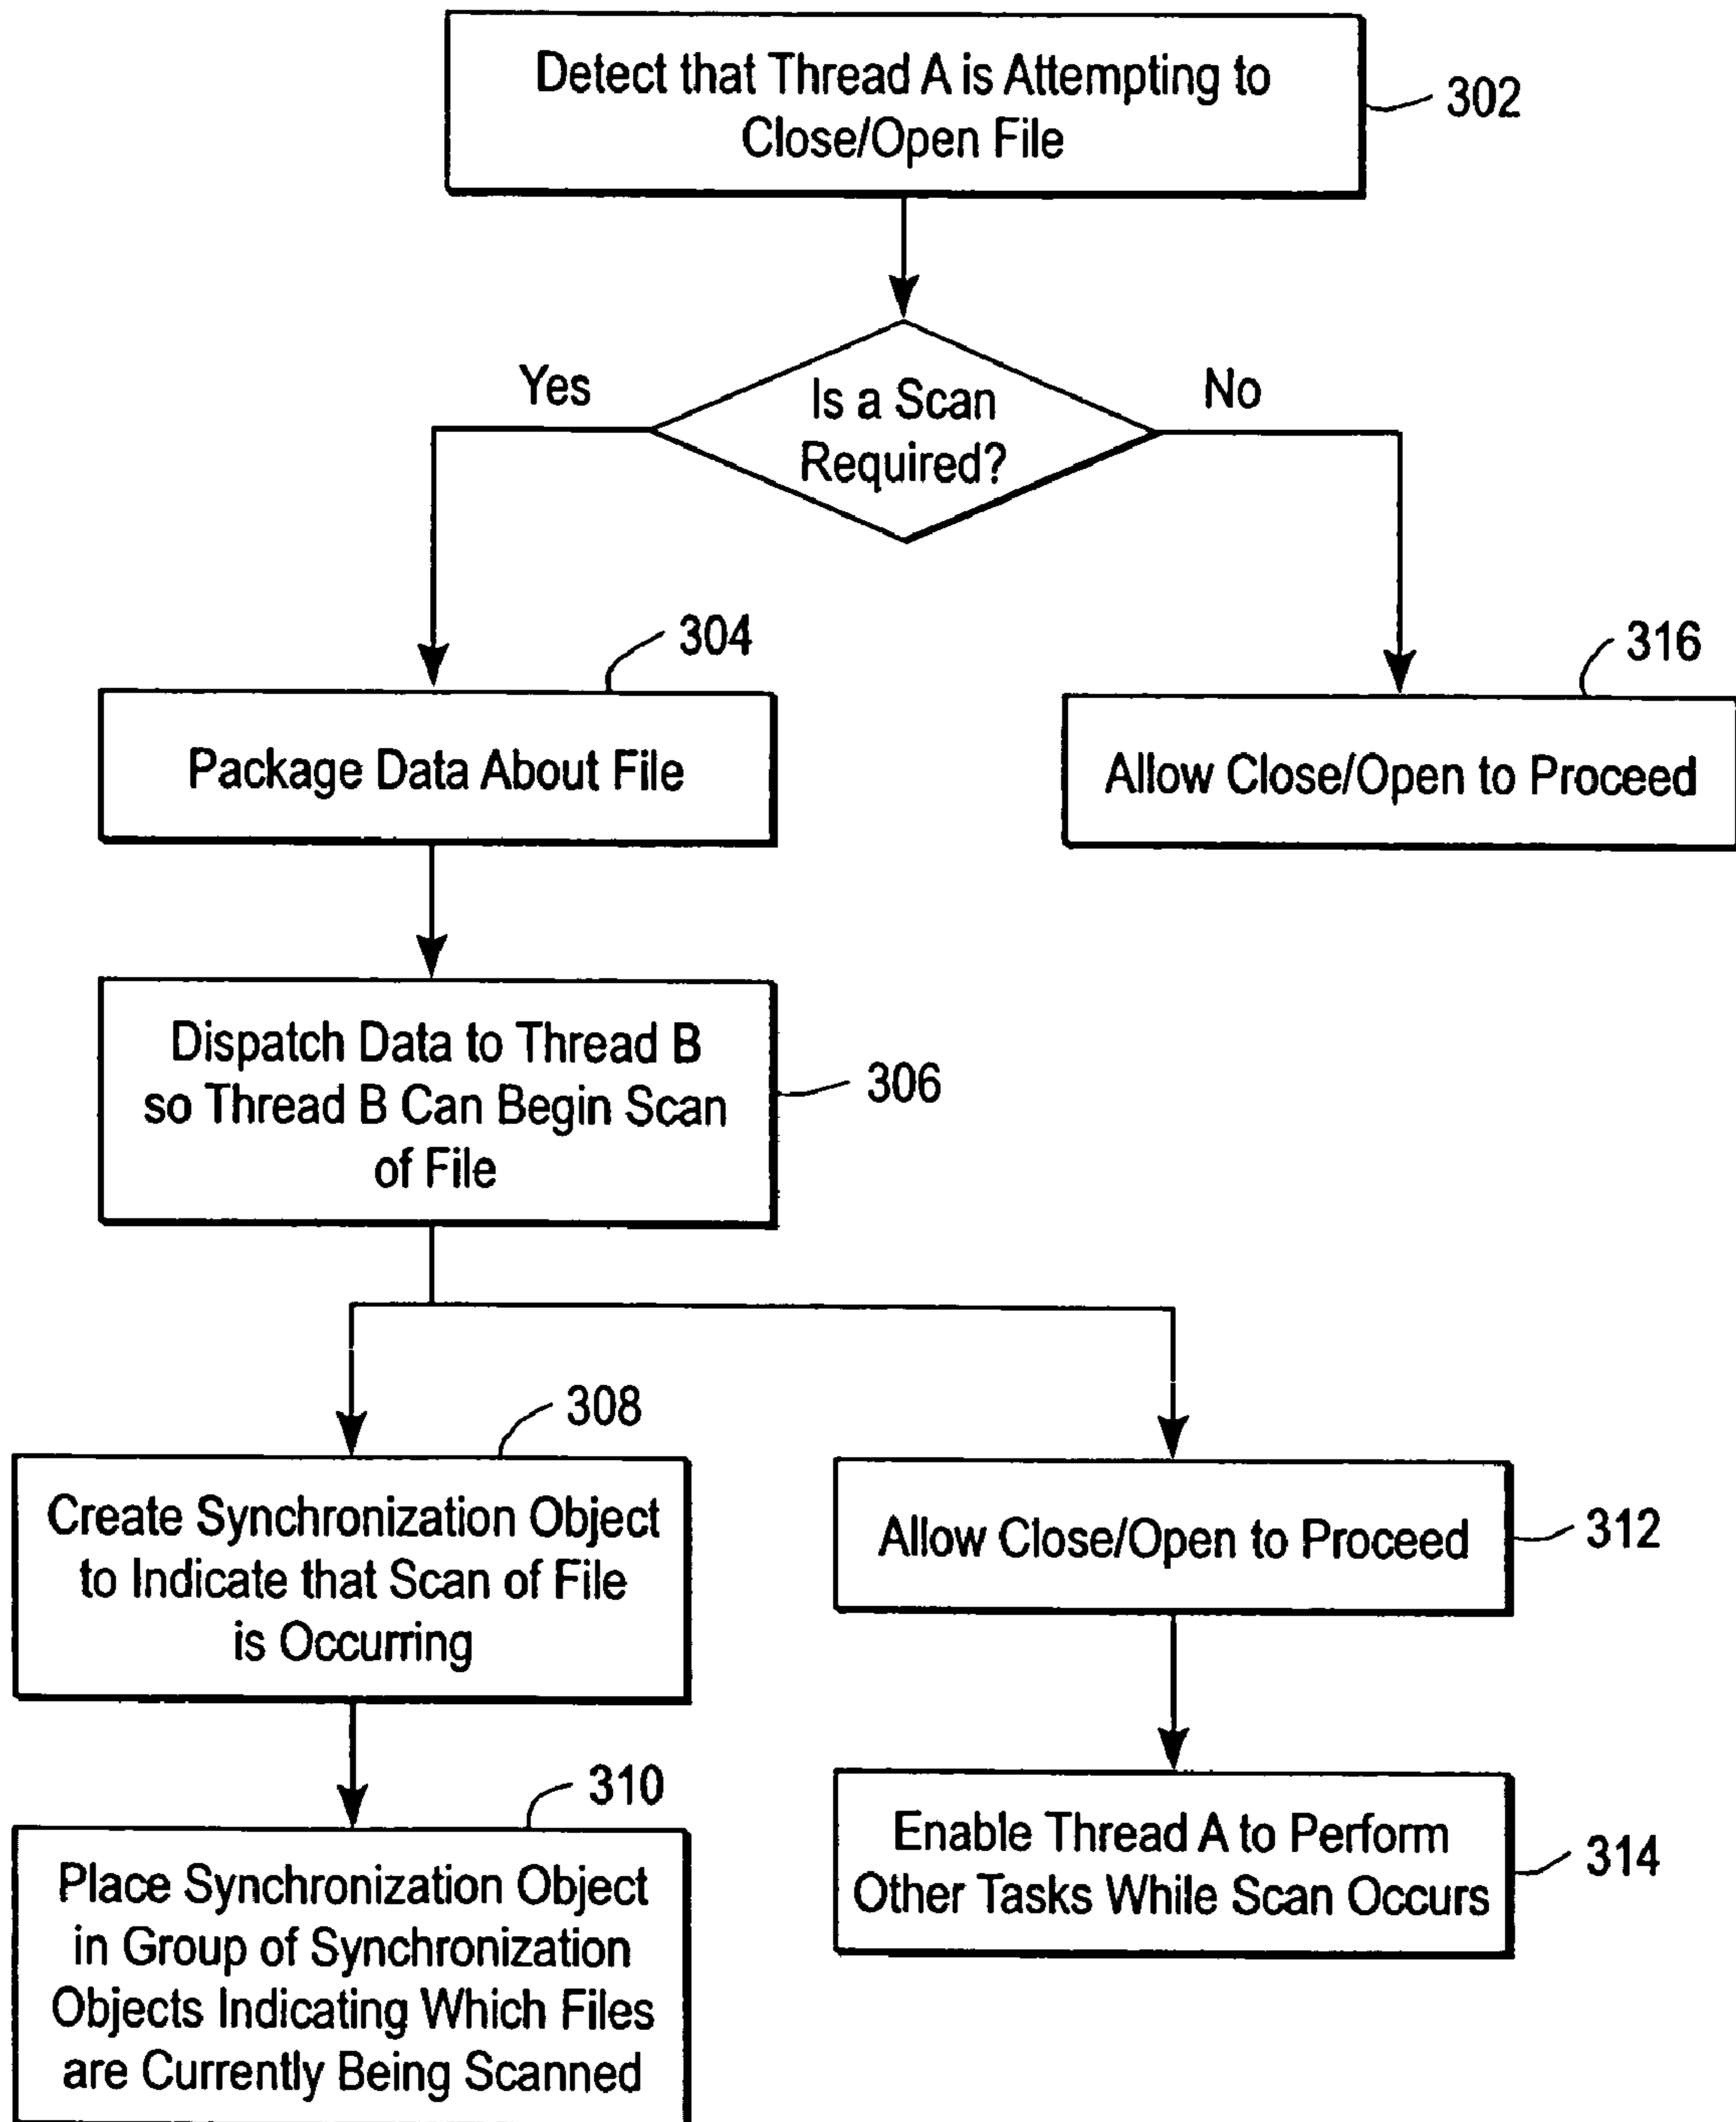 Detect that Thread A is Attempting to
Close/Open File
302
Yes
Is a Scan
Required?
No
304
316
Package Data About File
Allow Close/Open to Proceed
Dispatch Data to Thread B
so Thread B Can Begin Scan
of File
306
308
Create Synchronization Object
to Indicate that Scan of File
is Occurring
Allow Close/Open to Proceed
312
310
Place Synchronization Object
in Group of Synchronization
Objects Indicating Which Files
are Currently Being Scanned
Enable Thread A to Perform
Other Tasks While Scan Occurs
314